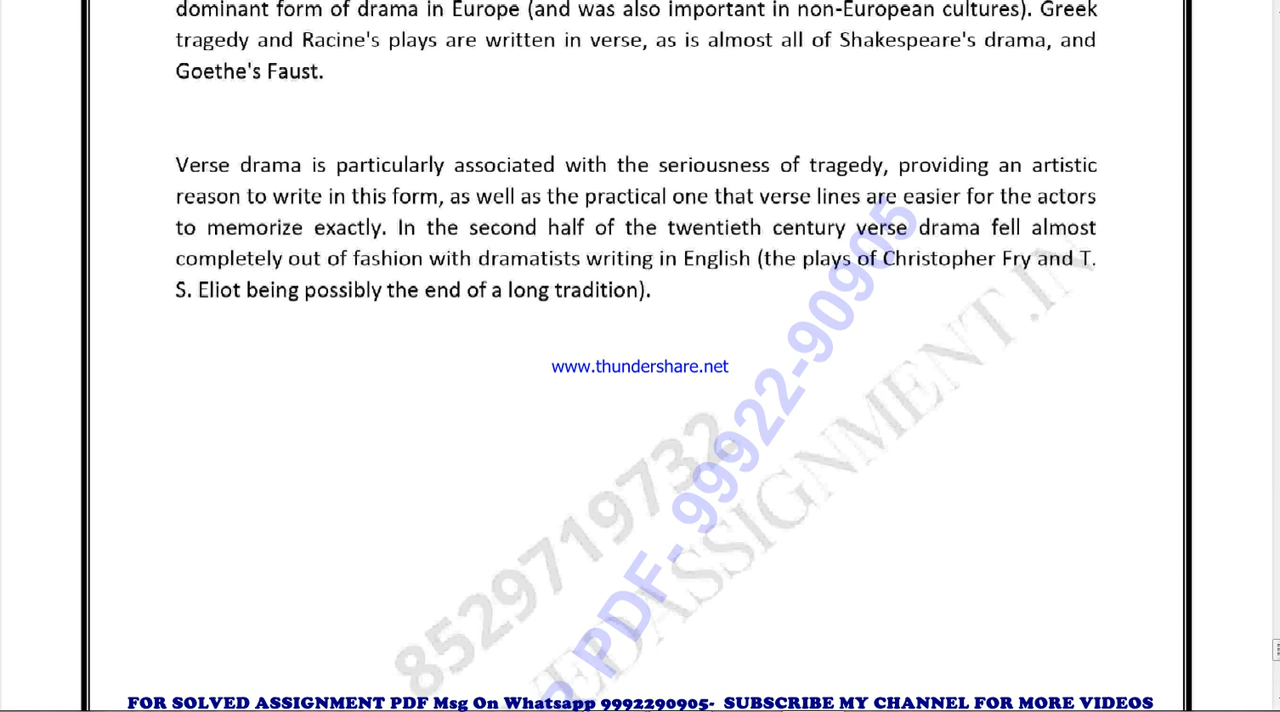 dominant form of drama in Europe (and was also important in non-European cultures). Greek
tragedy and Racine's plays are written in verse, as is almost all of Shakespeare's drama, and
Goethe's Faust.
Verse drama is particularly associated with the seriousness of tragedy, providing an artistic
reason to write in this form, as well as the practical one that verse lines are easier for the actors
to memorize exactly. In the second half of the twentieth century verse drama fell almost
completely out of fashion with dramatists writing in English (the plays of Christopher Fry and T.
S. Eliot being possibly the end of a long tradition).
www.thundershare.net
8529719732
PDF- 99922-90905
EDASSIGNMENT.IN
FOR SOLVED ASSIGNMENT PDF Msg On Whatsapp 9992290905- SUBSCRIBE MY CHANNEL FOR MORE VIDEOS